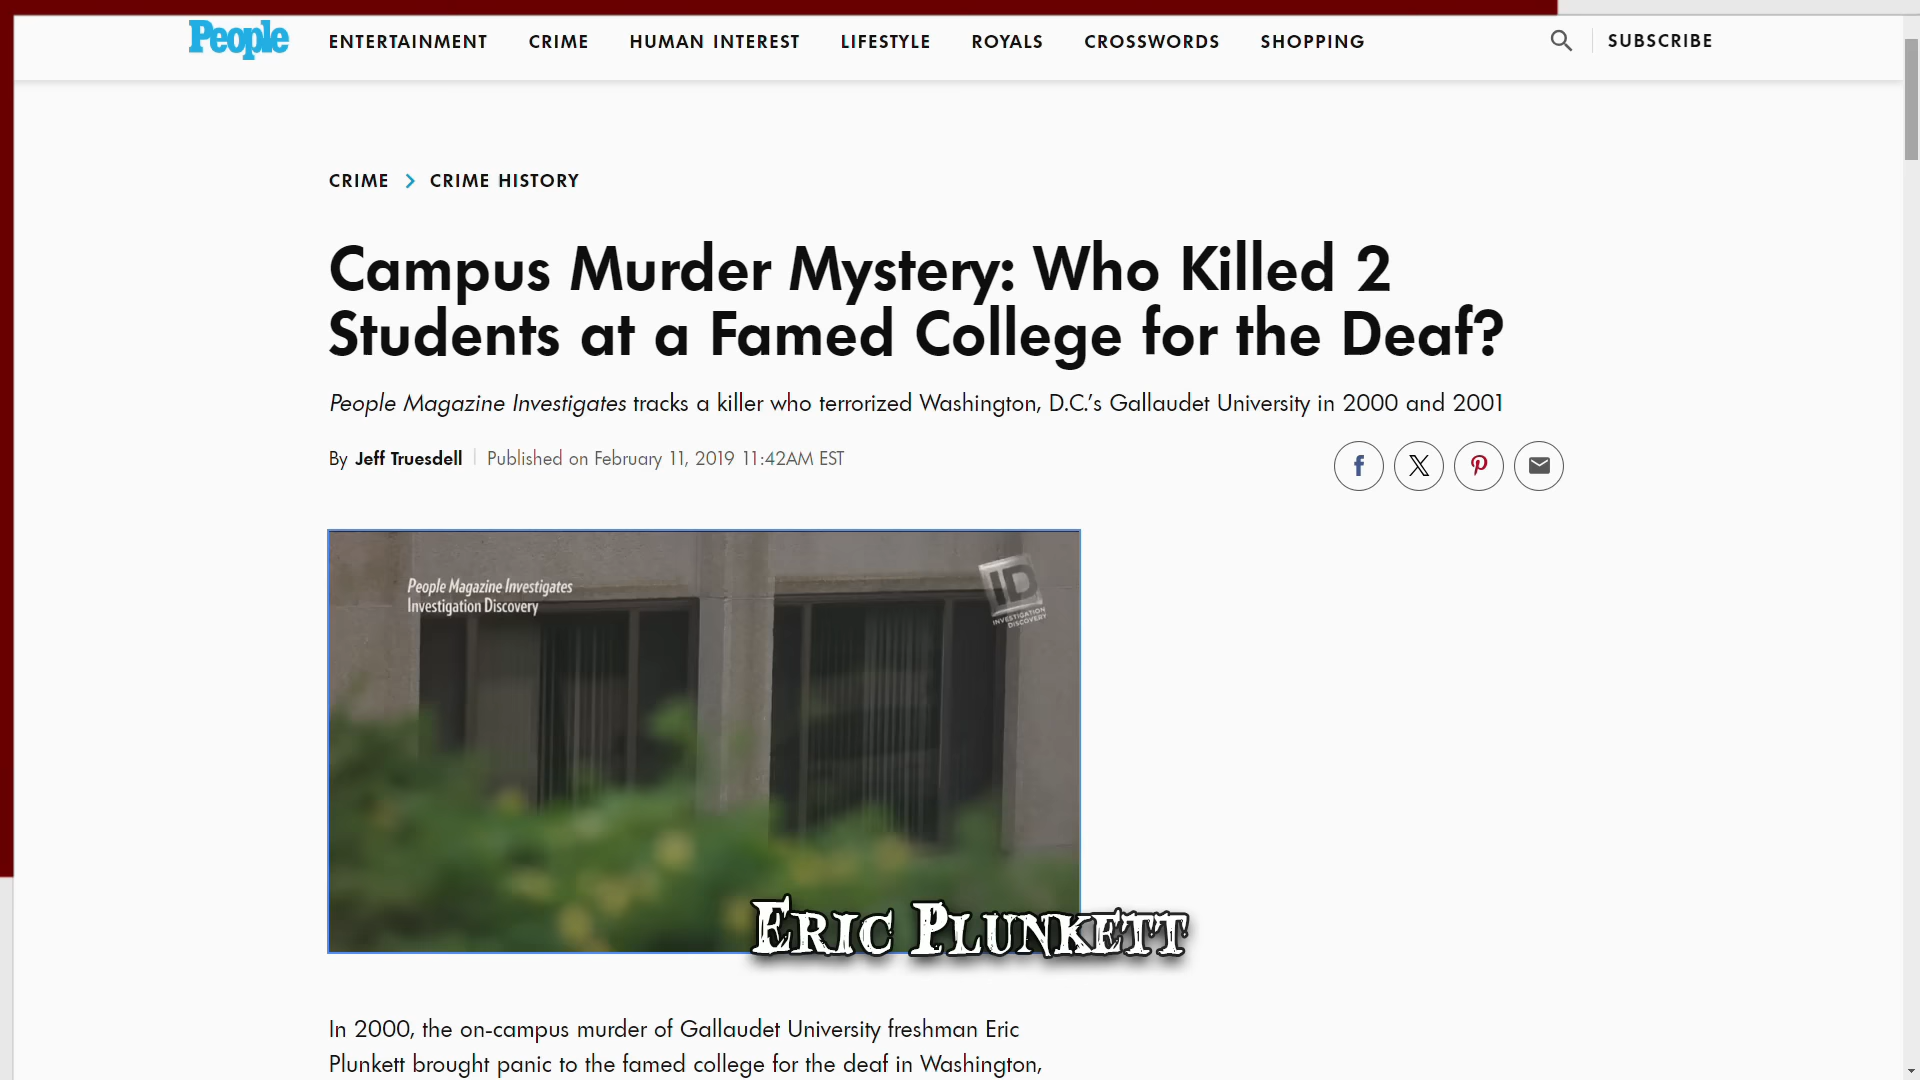 People
ENTERTAINMENT CRIME HUMAN INTEREST LIFESTYLE ROYALS CROSSWORDS SHOPPING SUBSCRIBE
CRIME CRIME HISTORY
Campus Murder Mystery: Who Killed 2
Students at a Famed College for the Deaf?
People Magazine Investigates tracks a killer who terrorized Washington, D.C.'s Gallaudet University in 2000 and 2001
By Jeff Truesdell Published on February 11, 2019 11:42AM EST
People Magazine Investigates
Investigation Discovery
ID
INVESTIGATION
DISCOVERY
ERIC PLUNKETT
In 2000, the on-campus murder of Gallaudet University freshman Eric
Plunkett brought panic to the famed college for the deaf in Washington,